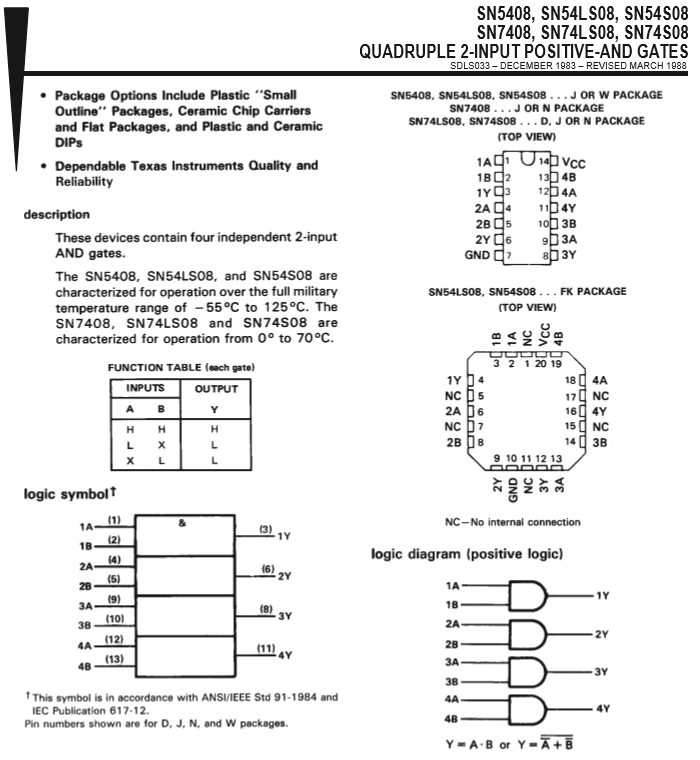 SN5408, SN54LS08, SN54S08
SN7408, SN74LS08, SN74S08
QUADRUPLE 2-INPUT POSITIVE-AND GATES
SDLS033 – DECEMBER 1983 – REVISED MARCH 1988
• Package Options Include Plastic ''Small
Outline'' Packages, Ceramic Chip Carriers
and Flat Packages, and Plastic and Ceramic
DIPs
• Dependable Texas Instruments Quality and
Reliability
description
These devices contain four independent 2-input
AND gates.
The SN5408, SN54LS08, and SN54S08 are
characterized for operation over the full military
temperature range of −55°C to 125°C. The
SN7408, SN74LS08 and SN74S08 are
characterized for operation from 0° to 70°C.
FUNCTION TABLE (each gate)
INPUTS OUTPUT
A B Y
H H H
L X L
X L L
logic symbol†
&
1A (1)
1B (2)
(3) 1Y
2A (4)
2B (5)
(6) 2Y
3A (9)
3B (10)
(8) 3Y
4A (12)
4B (13)
(11) 4Y
†This symbol is in accordance with ANSI/IEEE Std 91-1984 and
IEC Publication 617-12.
Pin numbers shown are for D, J, N, and W packages.
SN5408, SN54LS08, SN54S08 . . . J OR W PACKAGE
SN7408 . . . J OR N PACKAGE
SN74LS08, SN74S08 . . . D, J OR N PACKAGE
(TOP VIEW)
1A 1 14 VCC
1B 2 13 4B
1Y 3 12 4A
2A 4 11 4Y
2B 5 10 3B
2Y 6 9 3A
GND 7 8 3Y
SN54LS08, SN54S08 . . . FK PACKAGE
(TOP VIEW)
1B 1A NC VCC 4B
3 2 1 20 19
1Y 4 18 4A
NC 5 17 NC
2A 6 16 4Y
NC 7 15 NC
2B 8 14 3B
9 10 11 12 13
2Y GND NC 3Y 3A
NC—No internal connection
logic diagram (positive logic)
1A
1B
1Y
2A
2B
2Y
3A
3B
3Y
4A
4B
4Y
Y = A·B or Y = A̅ ̅+̅ ̅B̅